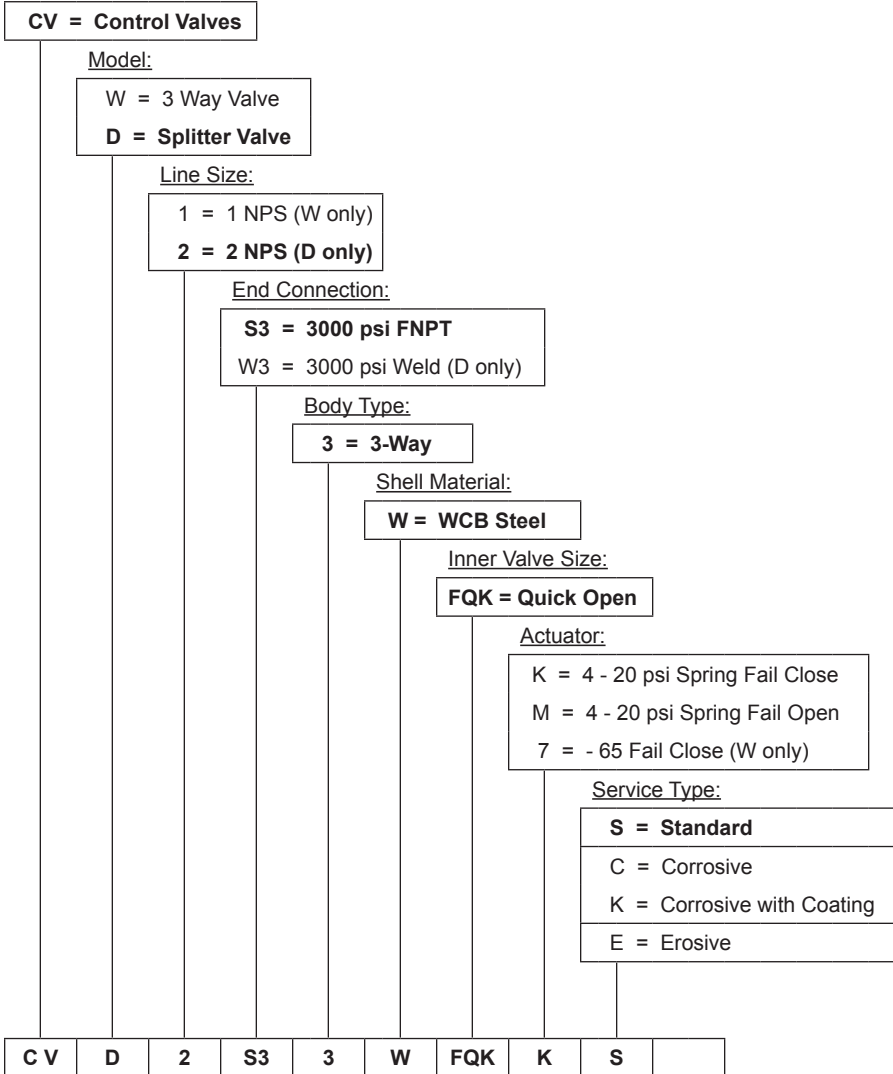 CV = Control Valves
Model:
W = 3 Way Valve
D = Splitter Valve
Line Size:
1 = 1 NPS (W only)
2 = 2 NPS (D only)
End Connection:
S3 = 3000 psi FNPT
W3 = 3000 psi Weld (D only)
Body Type:
3 = 3-Way
Shell Material:
W = WCB Steel
Inner Valve Size:
FQK = Quick Open
Actuator:
K = 4 - 20 psi Spring Fail Close
M = 4 - 20 psi Spring Fail Open
7 = - 65 Fail Close (W only)
Service Type:
S = Standard
C = Corrosive
K = Corrosive with Coating
E = Erosive
C V D 2 S3 3 W FQK K S